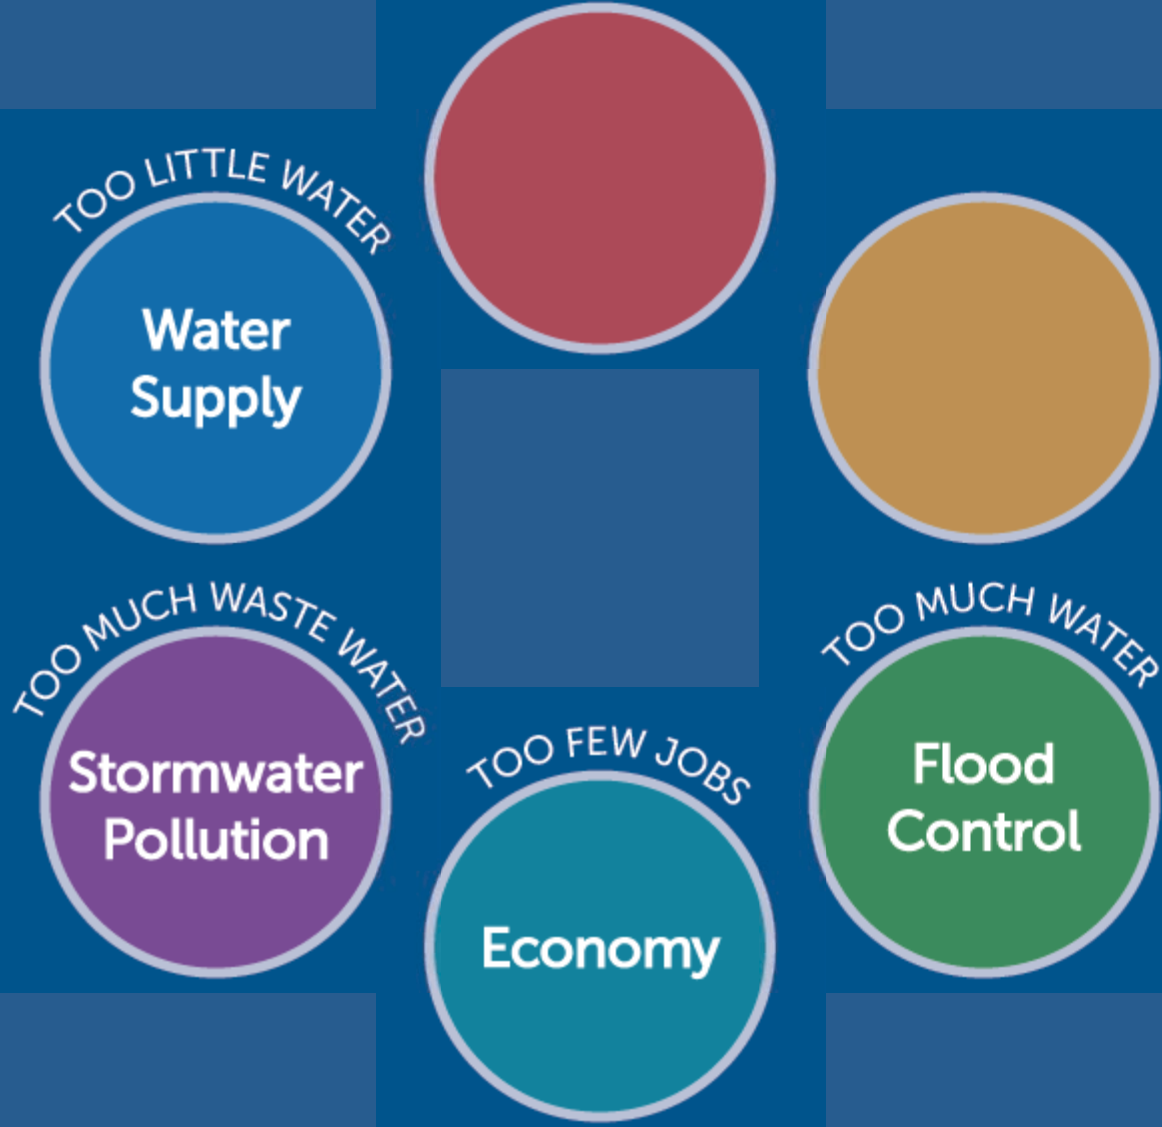 TOO LITTLE WATER
Water
Supply
TOO MUCH WASTE WATER
Stormwater
Pollution
TOO FEW JOBS
Economy
TOO MUCH WATER
Flood
Control